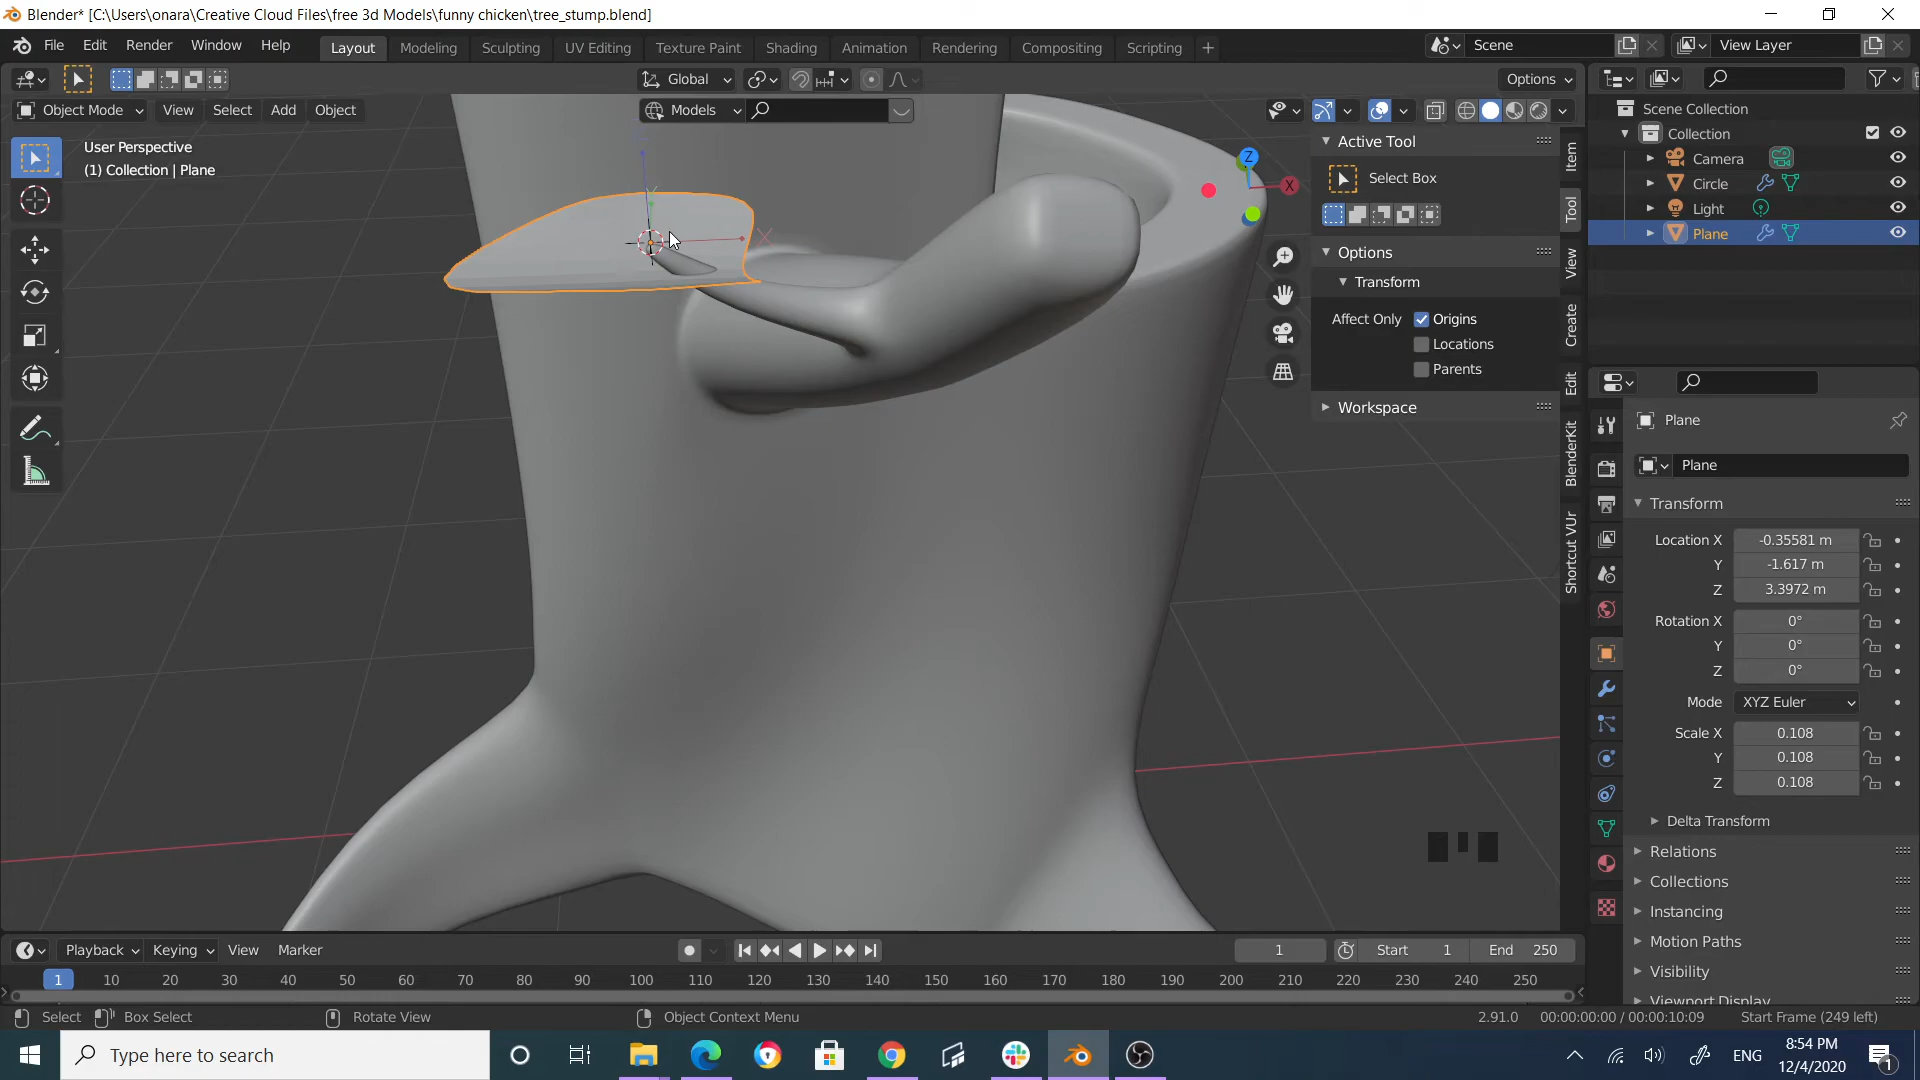 Blender* [C:\Users\onara\Creative Cloud Files\free 3d Models\funny chicken\tree_stump.blend]
File Edit Render Window Help Layout Modeling Sculpting UV Editing Texture Paint Shading Animation Rendering Compositing Scripting + Scene View Layer
Global Options
Object Mode View Select Add Object Models
User Perspective
(1) Collection | Plane
Z
X
Active Tool
Select Box
Options
Transform
Affect Only Origins
Locations
Parents
Workspace
Item
Tool
View
Create
Edit
BlenderKit
Shortcut VUr
Scene Collection
Collection
Camera
Circle
Light
Plane
Plane
Plane
Transform
Location X -0.35581 m
Y -1.617 m
Z 3.3972 m
Rotation X 0°
Y 0°
Z 0°
Mode XYZ Euler
Scale X 0.108
Y 0.108
Z 0.108
Delta Transform
Relations
Collections
Instancing
Motion Paths
Visibility
Viewport Display
Playback Keying View Marker 1 Start 1 End 250
1 10 20 30 40 50 60 70 80 90 100 110 120 130 140 150 160 170 180 190 200 210 220 230 240 250
Select Box Select Rotate View Object Context Menu 2.91.0 00:00:00:00 / 00:00:10:09 Start Frame (249 left)
Type here to search ENG 8:54 PM
12/4/2020 1